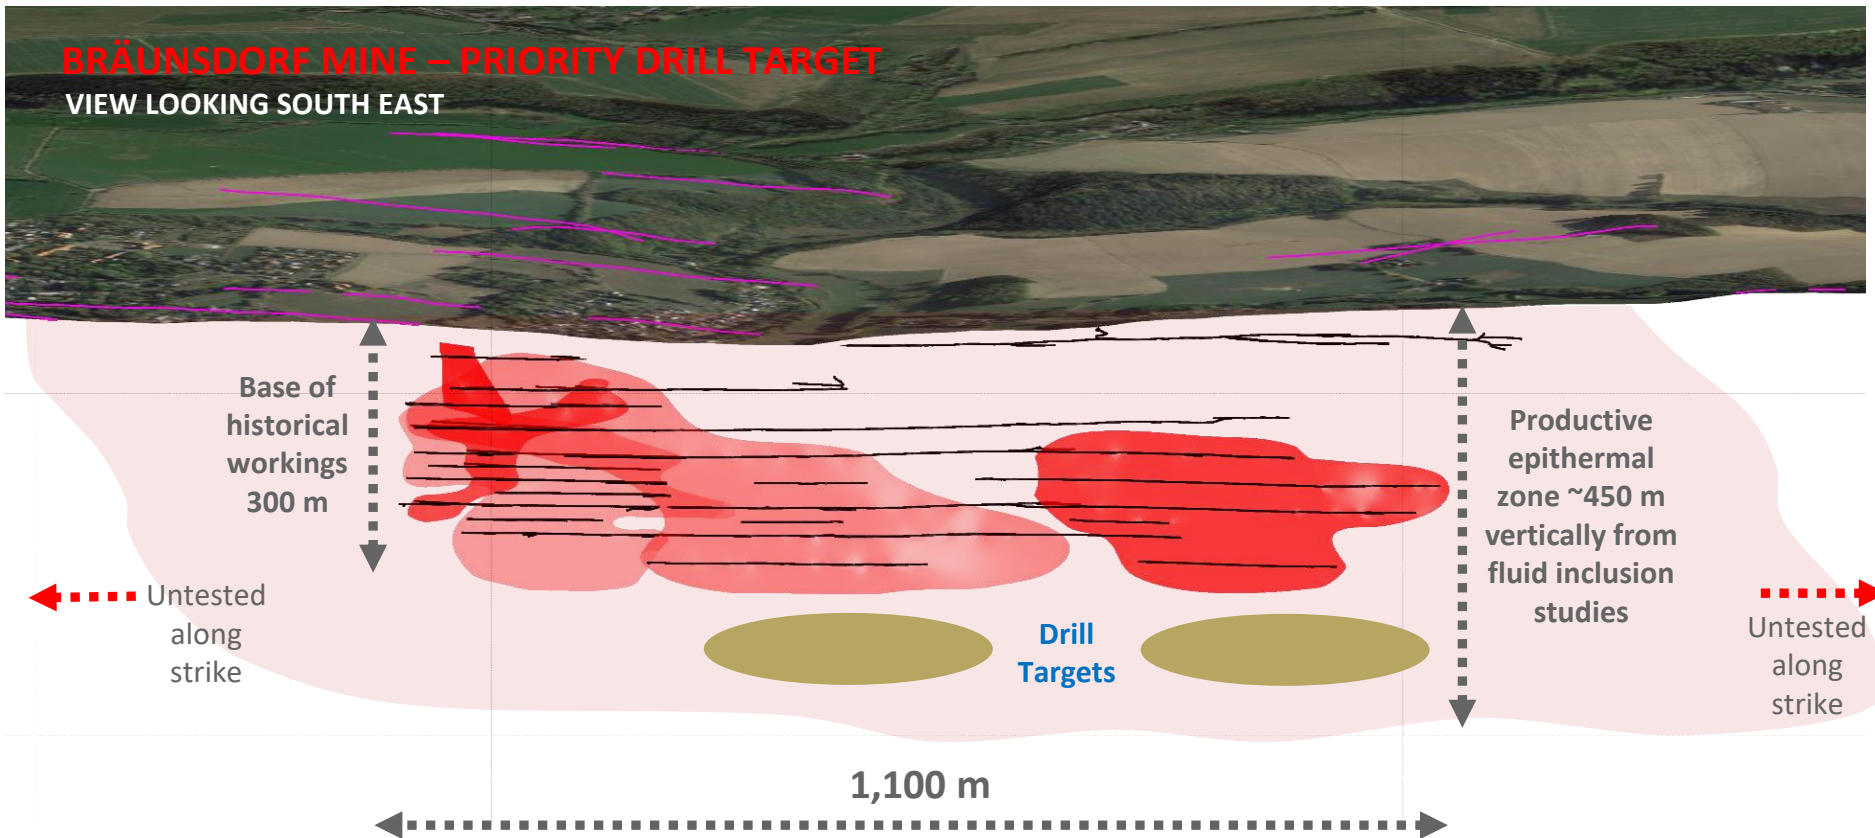 BRÄUNSDORF MINE – PRIORITY DRILL TARGET
VIEW LOOKING SOUTH EAST
Base of
historical
workings
300 m
Productive
epithermal
zone ~450 m
vertically from
fluid inclusion
studies
Untested
along
strike
Drill
Targets
Untested
along
strike
1,100 m